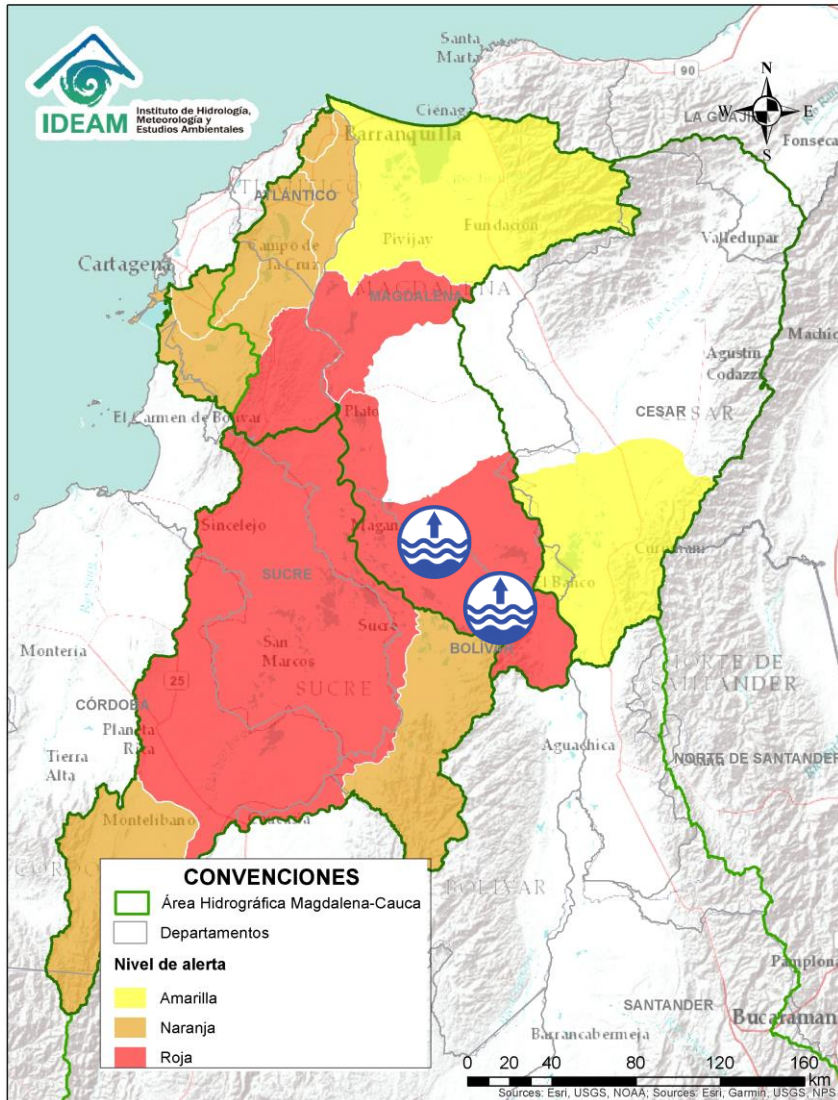 IDEAM
Instituto de Hidrología,
Meteorología y
Estudios Ambientales
Santa
Marta
90
N
W
E
S
Ciénaga
LA GUAJI
Barranquilla
Fonseca
ATLÁNTICO
Campo de
la Cruz
Pivijay
Fundación
Valledupar
Cartagena
MAGDALENA
Agustín
Codazzi
El Carmen de Bolívar
Plato
CESAR
CESAR
Sincelejo
Magan
Curumaní
El Banco
SUCRE
Sucre
Montería
San
Marcos
BOLÍVAR
NORTE DE
SANTANDER
25
SUCRE
CÓRDOBA
Planeta
Rica
Aguachica
NORTE DE SANTANDER
Tierra
Alta
Montelíbano
Caucasia
BOLÍVAR
CONVENCIONES
Área Hidrográfica Magdalena-Cauca
Departamentos
Nivel de alerta
Amarilla
Naranja
Roja
Pamplona
SANTANDER
Bucaraman
Barrancabermeja
0 20 40 80 120 160
km
Sources: Esri, USGS, NOAA; Sources: Esri, Garmin, USGS, NPS